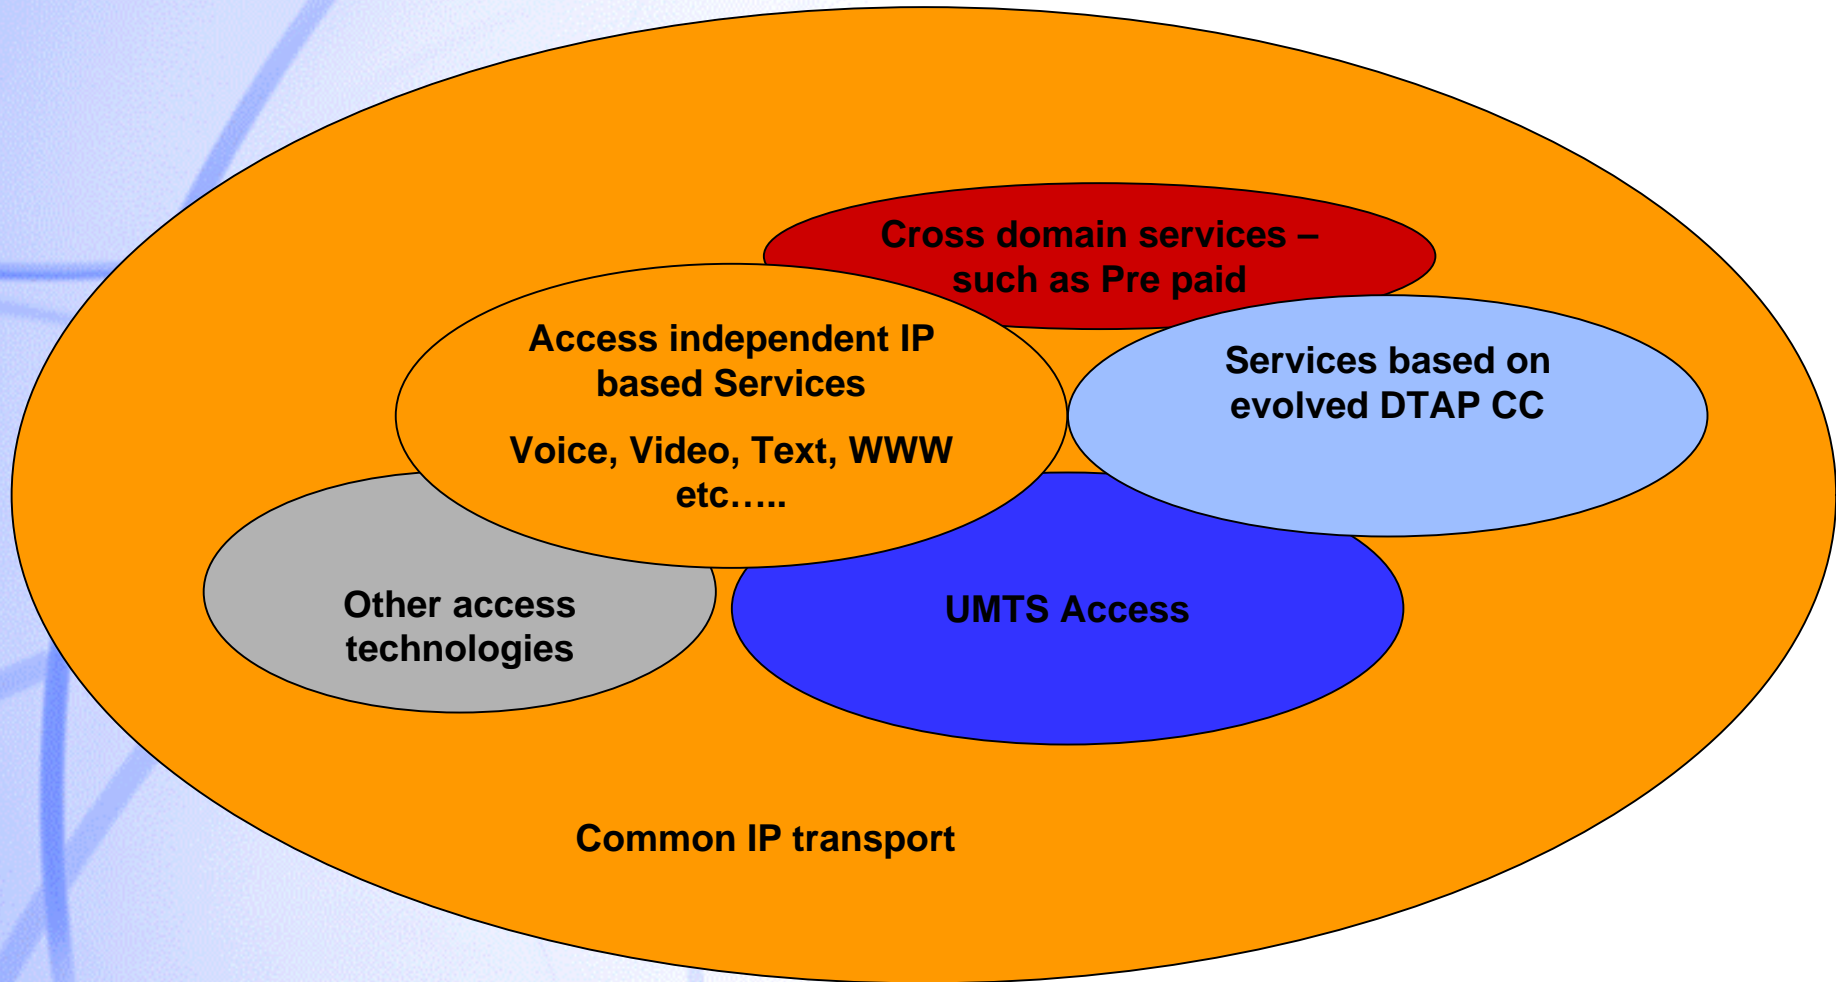 Cross domain services –
such as Pre paid
Access independent IP
based Services
Voice, Video, Text, WWW
etc…..
Services based on
evolved DTAP CC
Other access
technologies
UMTS Access
Common IP transport